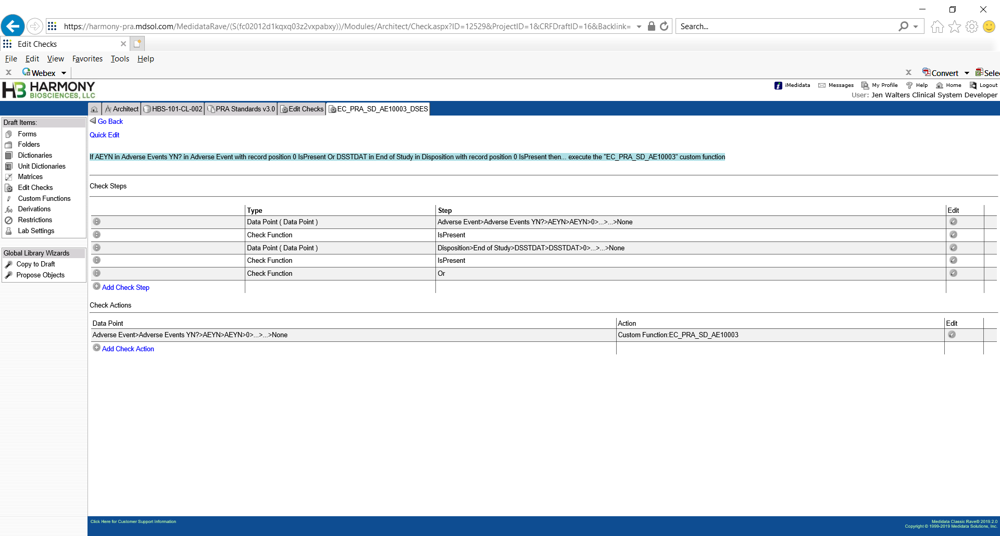 https://harmony-pra.mdsol.com/MedidataRave/(S(fc02012d1kqxq03z2vxpabxy))/Modules/Architect/Check.aspx?ID=12529&ProjectID=1&CRFDraftID=16&Backlink=
Search...
Edit Checks
File Edit View Favorites Tools Help
Webex
Convert
Sele
HARMONY
BIOSCIENCES, LLC
iMedidata Messages My Profile Help Home Logout
User: Jen Walters Clinical System Developer
Architect HBS-101-CL-002 PRA Standards v3.0 Edit Checks EC_PRA_SD_AE10003_DSES
Draft Items:
Forms
Folders
Dictionaries
Unit Dictionaries
Matrices
Edit Checks
Custom Functions
Derivations
Restrictions
Lab Settings
Global Library Wizards
Copy to Draft
Propose Objects
Go Back
Quick Edit
If AEYN in Adverse Events YN? in Adverse Event with record position 0 IsPresent Or DSSTDAT in End of Study in Disposition with record position 0 IsPresent then... execute the "EC_PRA_SD_AE10003" custom function
Check Steps
Type Step Edit
Data Point ( Data Point ) Adverse Event>Adverse Events YN?>AEYN>AEYN>0>...>...>None
Check Function IsPresent
Data Point ( Data Point ) Disposition>End of Study>DSSTDAT>DSSTDAT>0>...>...>None
Check Function IsPresent
Check Function Or
Add Check Step
Check Actions
Data Point Action Edit
Adverse Event>Adverse Events YN?>AEYN>AEYN>0>...>...>None Custom Function:EC_PRA_SD_AE10003
Add Check Action
Click Here for Customer Support Information
Medidata Classic Rave® 2019.2.0
Copyright © 1999-2019 Medidata Solutions, Inc.